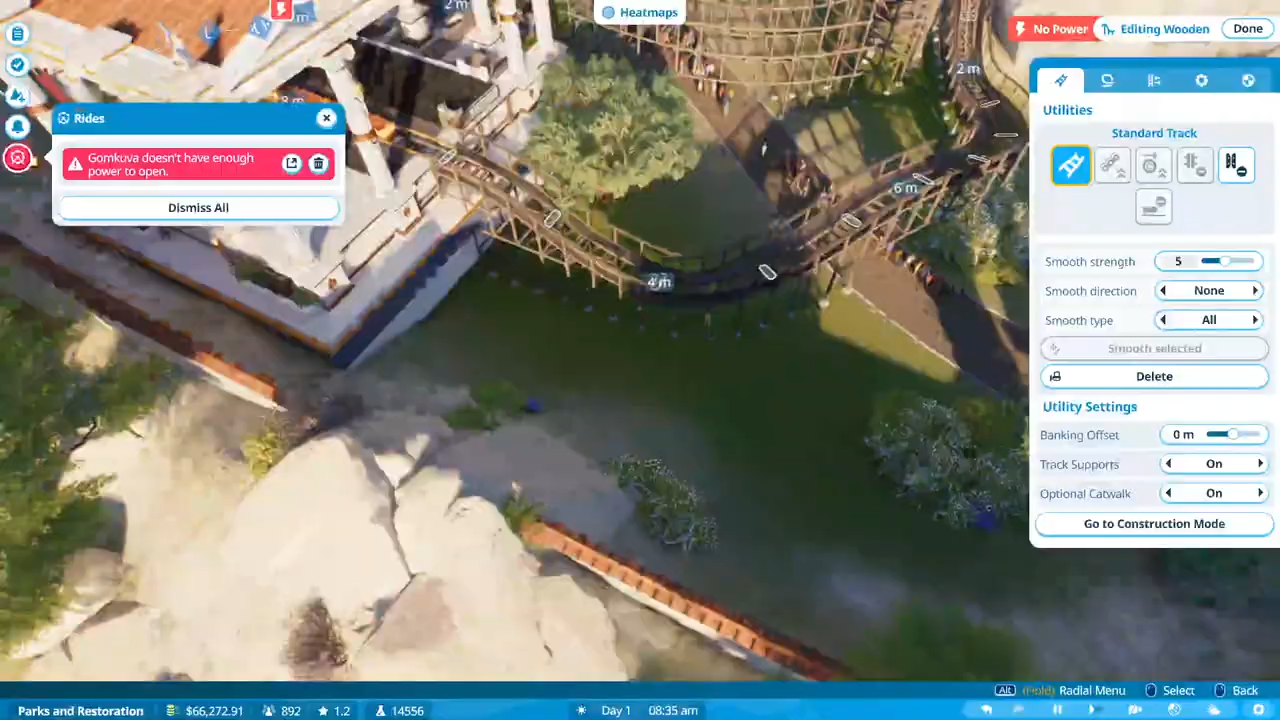 2 m
Heatmaps
No Power
Editing Wooden
Done
Rides
Gomkuva doesn't have enough
power to open.
Dismiss All
8 m
2 m
6 m
4 m
Utilities
Standard Track
Smooth strength 5
Smooth direction None
Smooth type All
Smooth selected
Delete
Utility Settings
Banking Offset 0 m
Track Supports On
Optional Catwalk On
Go to Construction Mode
Alt (Hold) Radial Menu Select Back
Parks and Restoration $66,272.91 892 1.2 14556 Day 1 08:35 am